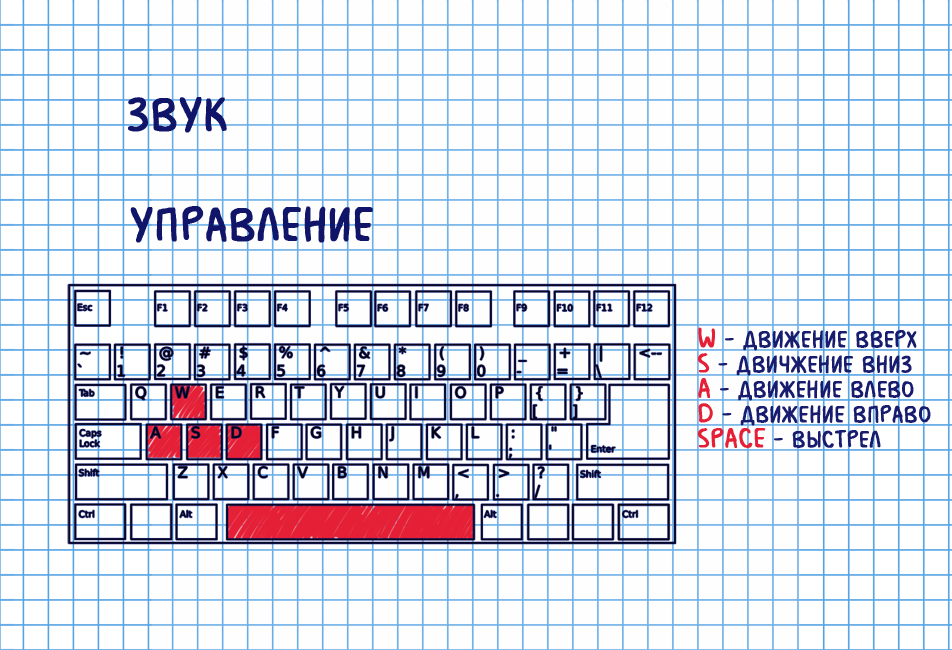 ЗВУК
УПРАВЛЕНИЕ
Esc F1 F2 F3 F4 F5 F6 F7 F8 F9 F10 F11 F12
~ ! @ # $ % ^ & * ( ) _ + | <--
` 1 2 3 4 5 6 7 8 9 0 - = \
Tab Q W E R T Y U I O P { }
[ ]
Caps A S D F G H J K L : "
Lock ; ' Enter
Shift Z X C V B N M < > ? Shift
, . /
Ctrl Alt Alt Ctrl
W - ДВИЖЕНИЕ ВВЕРХ
S - ДВИЧЖЕНИЕ ВНИЗ
A - ДВИЖЕНИЕ ВЛЕВО
D - ДВИЖЕНИЕ ВПРАВО
SPACE - ВЫСТРЕЛ